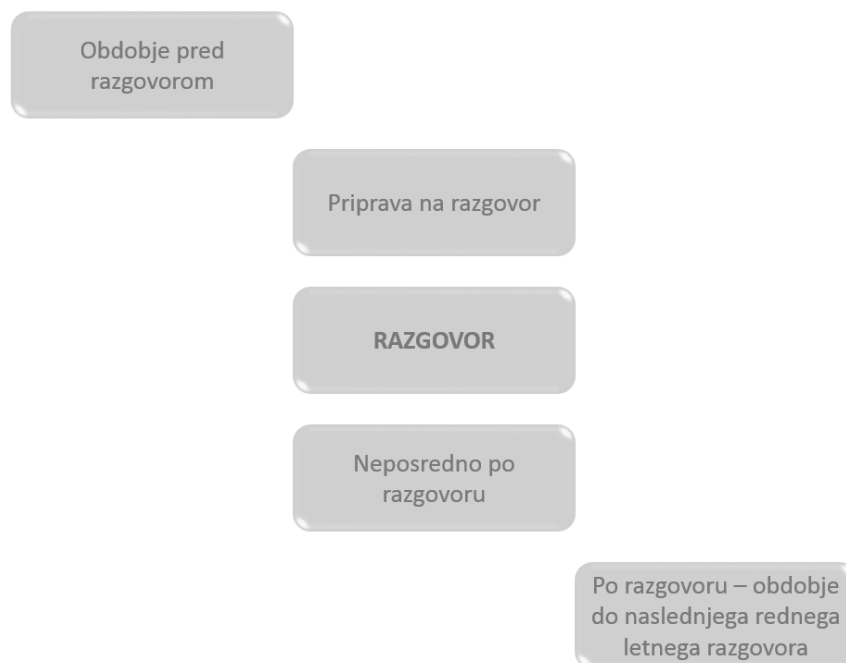 Obdobje pred
razgovorom
Priprava na razgovor
RAZGOVOR
Neposredno po
razgovoru
Po razgovoru – obdobje
do naslednjega rednega
letnega razgovora